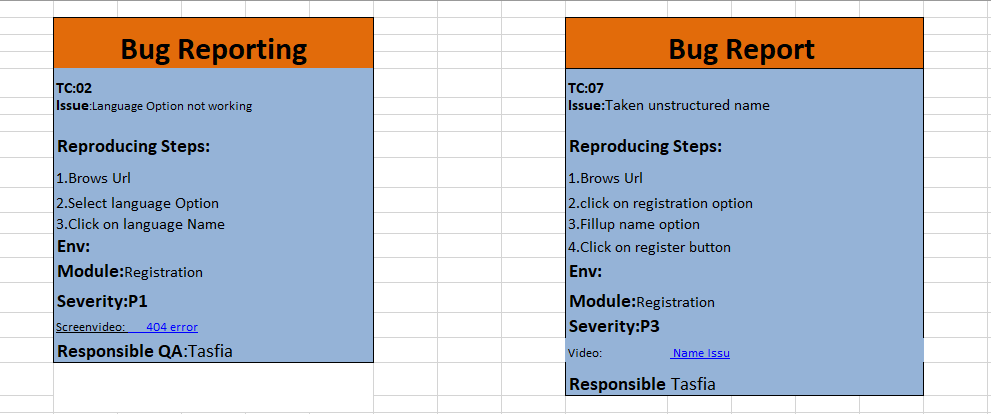 Bug Reporting
TC:02
Issue:Language Option not working
Reproducing Steps:
1.Brows Url
2.Select language Option
3.Click on language Name
Env:
Module:Registration
Severity:P1
Screenvideo: 404 error
Responsible QA:Tasfia
Bug Report
TC:07
Issue:Taken unstructured name
Reproducing Steps:
1.Brows Url
2.click on registration option
3.Fillup name option
4.Click on register button
Env:
Module:Registration
Severity:P3
Video: Name Issu
Responsible Tasfia